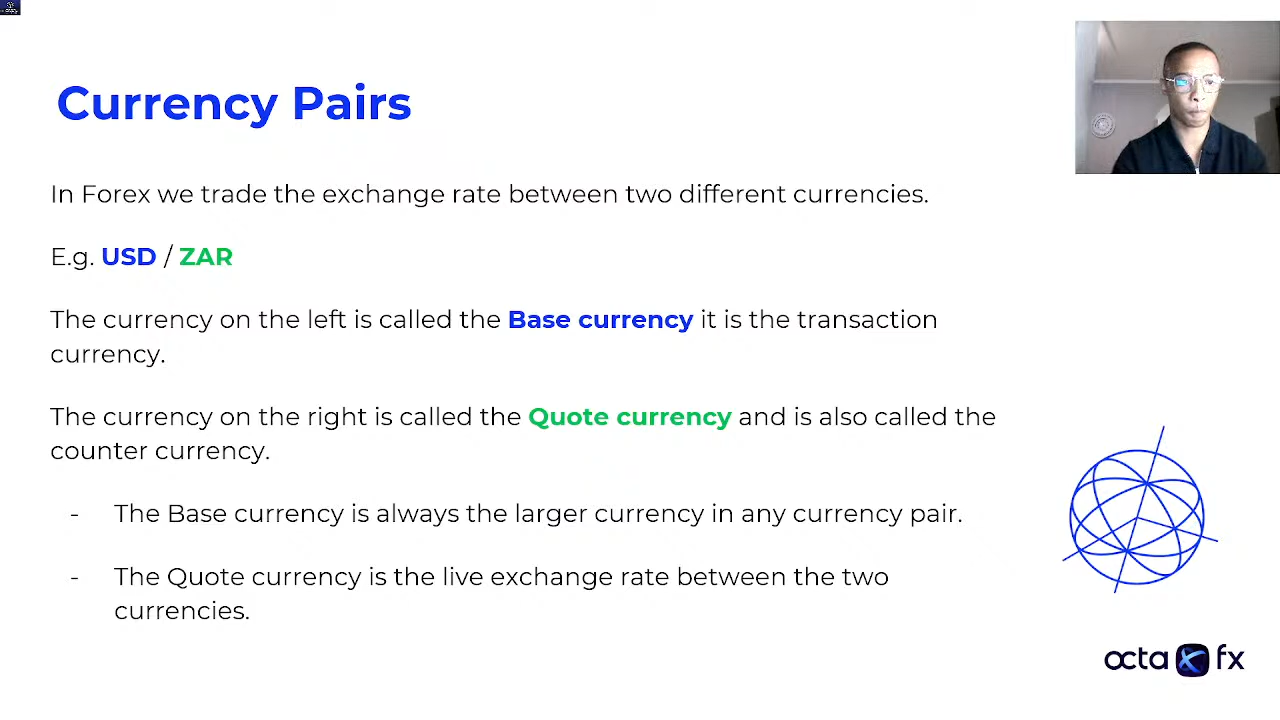 Currency Pairs
In Forex we trade the exchange rate between two different currencies.
E.g. USD / ZAR
The currency on the left is called the Base currency it is the transaction
currency.
The currency on the right is called the Quote currency and is also called the
counter currency.
- The Base currency is always the larger currency in any currency pair.
- The Quote currency is the live exchange rate between the two
currencies.
octa fx